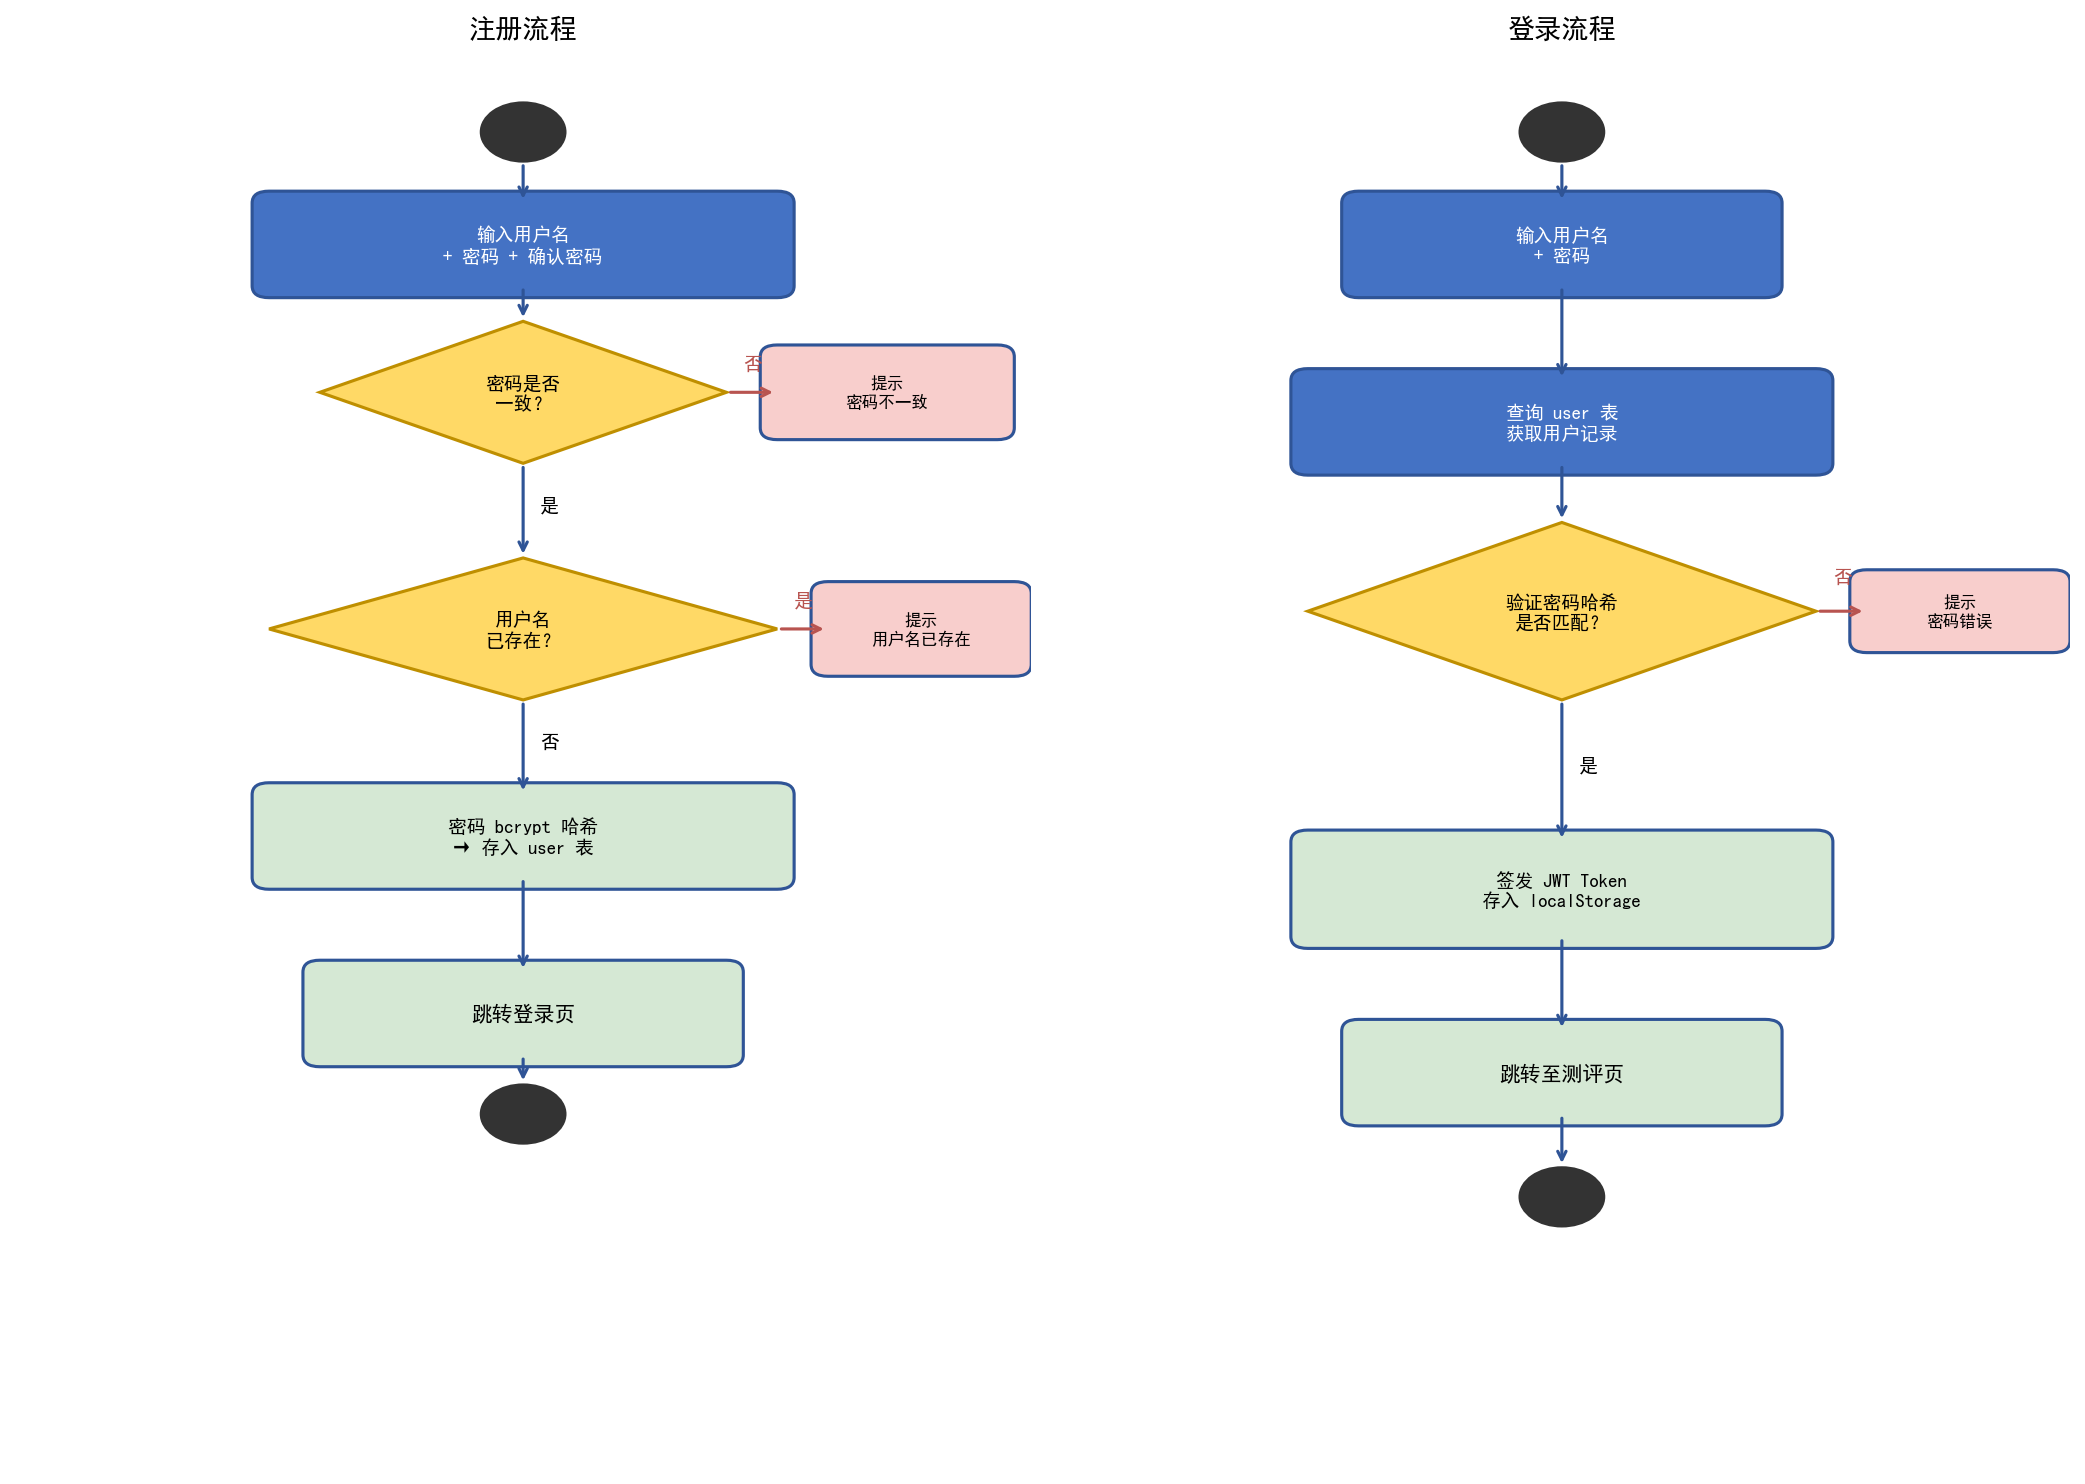 注册流程
输入用户名
+ 密码 + 确认密码
密码是否
一致?
否
提示
密码不一致
是
用户名
已存在?
是
提示
用户名已存在
否
密码 bcrypt 哈希
→ 存入 user 表
跳转登录页
登录流程
输入用户名
+ 密码
查询 user 表
获取用户记录
验证密码哈希
是否匹配?
否
提示
密码错误
是
签发 JWT Token
存入 localStorage
跳转至测评页